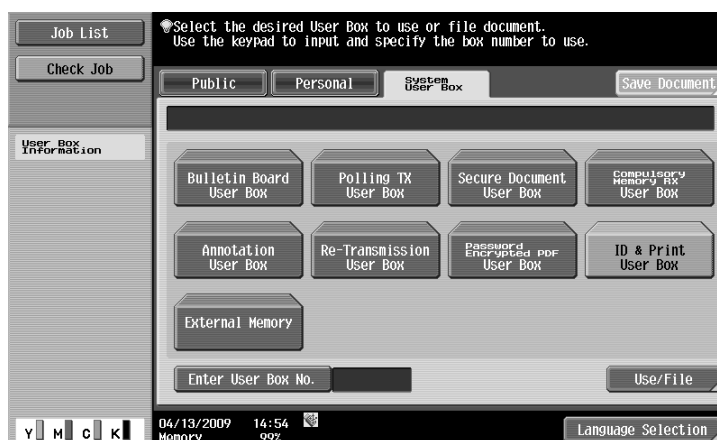 Job List
Check Job
User Box
Information
Select the desired User Box to use or file document.
Use the keypad to input and specify the box number to use.
Public
Personal
System
User Box
Save Document
Bulletin Board
User Box
Polling TX
User Box
Secure Document
User Box
Compulsory
Memory RX
User Box
Annotation
User Box
Re-Transmission
User Box
Password
Encrypted PDF
User Box
ID & Print
User Box
External Memory
Enter User Box No.
Use/File
Y M C K
04/13/2009 14:54
Memory 99%
Language Selection